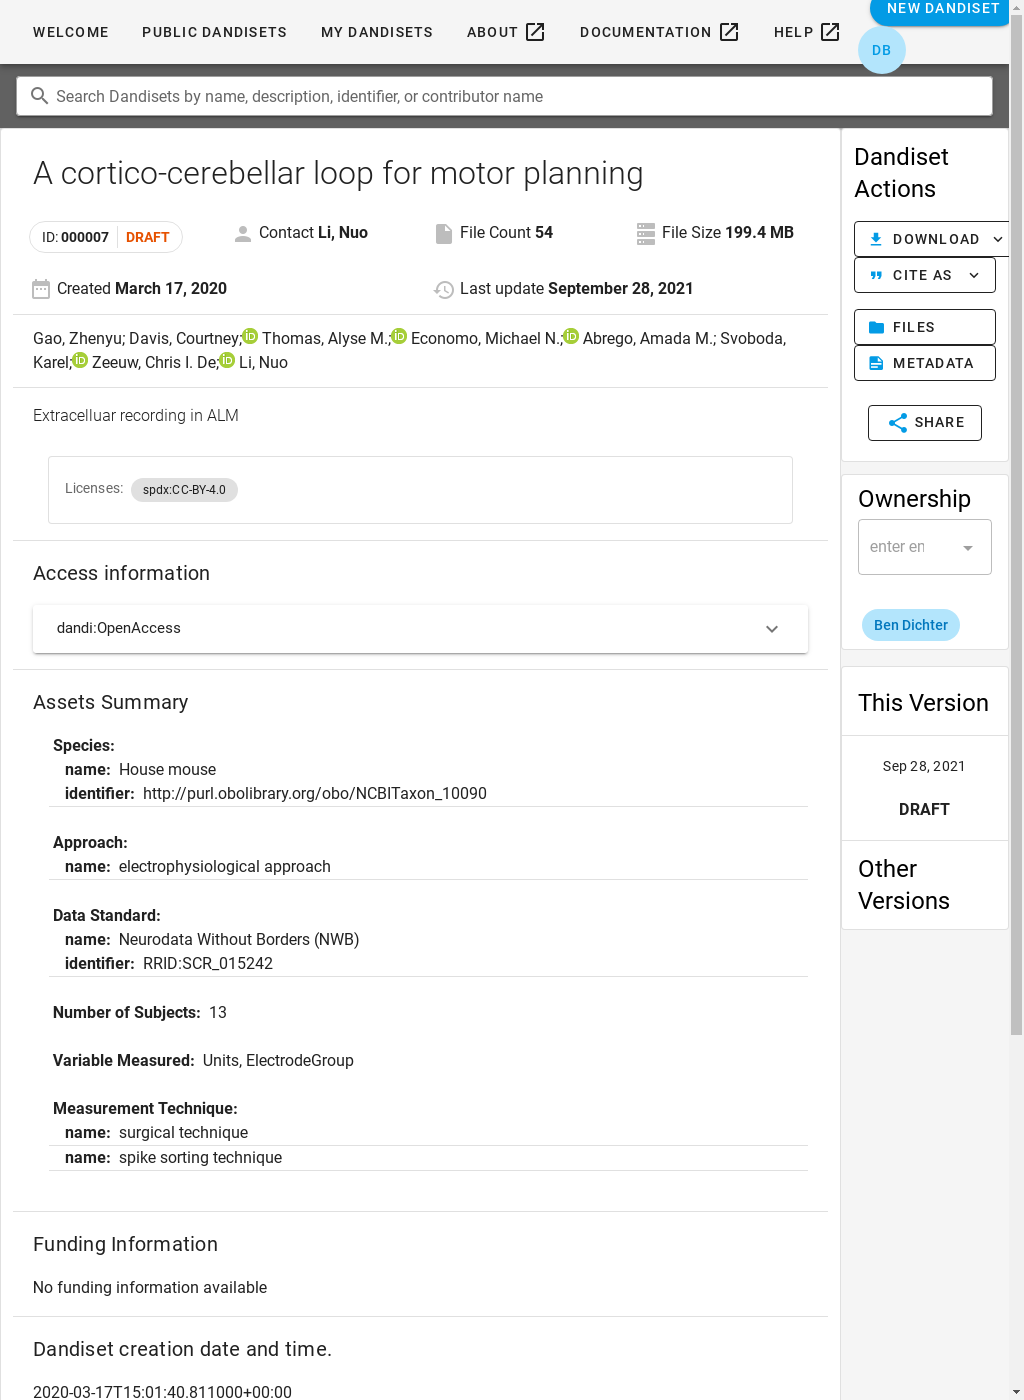 WELCOME PUBLIC DANDISETS MY DANDISETS ABOUT DOCUMENTATION HELP NEW DANDISET
DB
Search Dandisets by name, description, identifier, or contributor name
A cortico-cerebellar loop for motor planning
ID: 000007 DRAFT Contact Li, Nuo File Count 54 File Size 199.4 MB
Created March 17, 2020 Last update September 28, 2021
Gao, Zhenyu; Davis, Courtney; iD Thomas, Alyse M.; iD Economo, Michael N.; iD Abrego, Amada M.; Svoboda,
Karel; iD Zeeuw, Chris I. De; iD Li, Nuo
Extracelluar recording in ALM
Licenses: spdx:CC-BY-4.0
Access information
dandi:OpenAccess
Assets Summary
Species:
name: House mouse
identifier: http://purl.obolibrary.org/obo/NCBITaxon_10090
Approach:
name: electrophysiological approach
Data Standard:
name: Neurodata Without Borders (NWB)
identifier: RRID:SCR_015242
Number of Subjects: 13
Variable Measured: Units, ElectrodeGroup
Measurement Technique:
name: surgical technique
name: spike sorting technique
Funding Information
No funding information available
Dandiset creation date and time.
2020-03-17T15:01:40.811000+00:00
Dandiset
Actions
DOWNLOAD
CITE AS
FILES
METADATA
SHARE
Ownership
enter en
Ben Dichter
This Version
Sep 28, 2021
DRAFT
Other
Versions